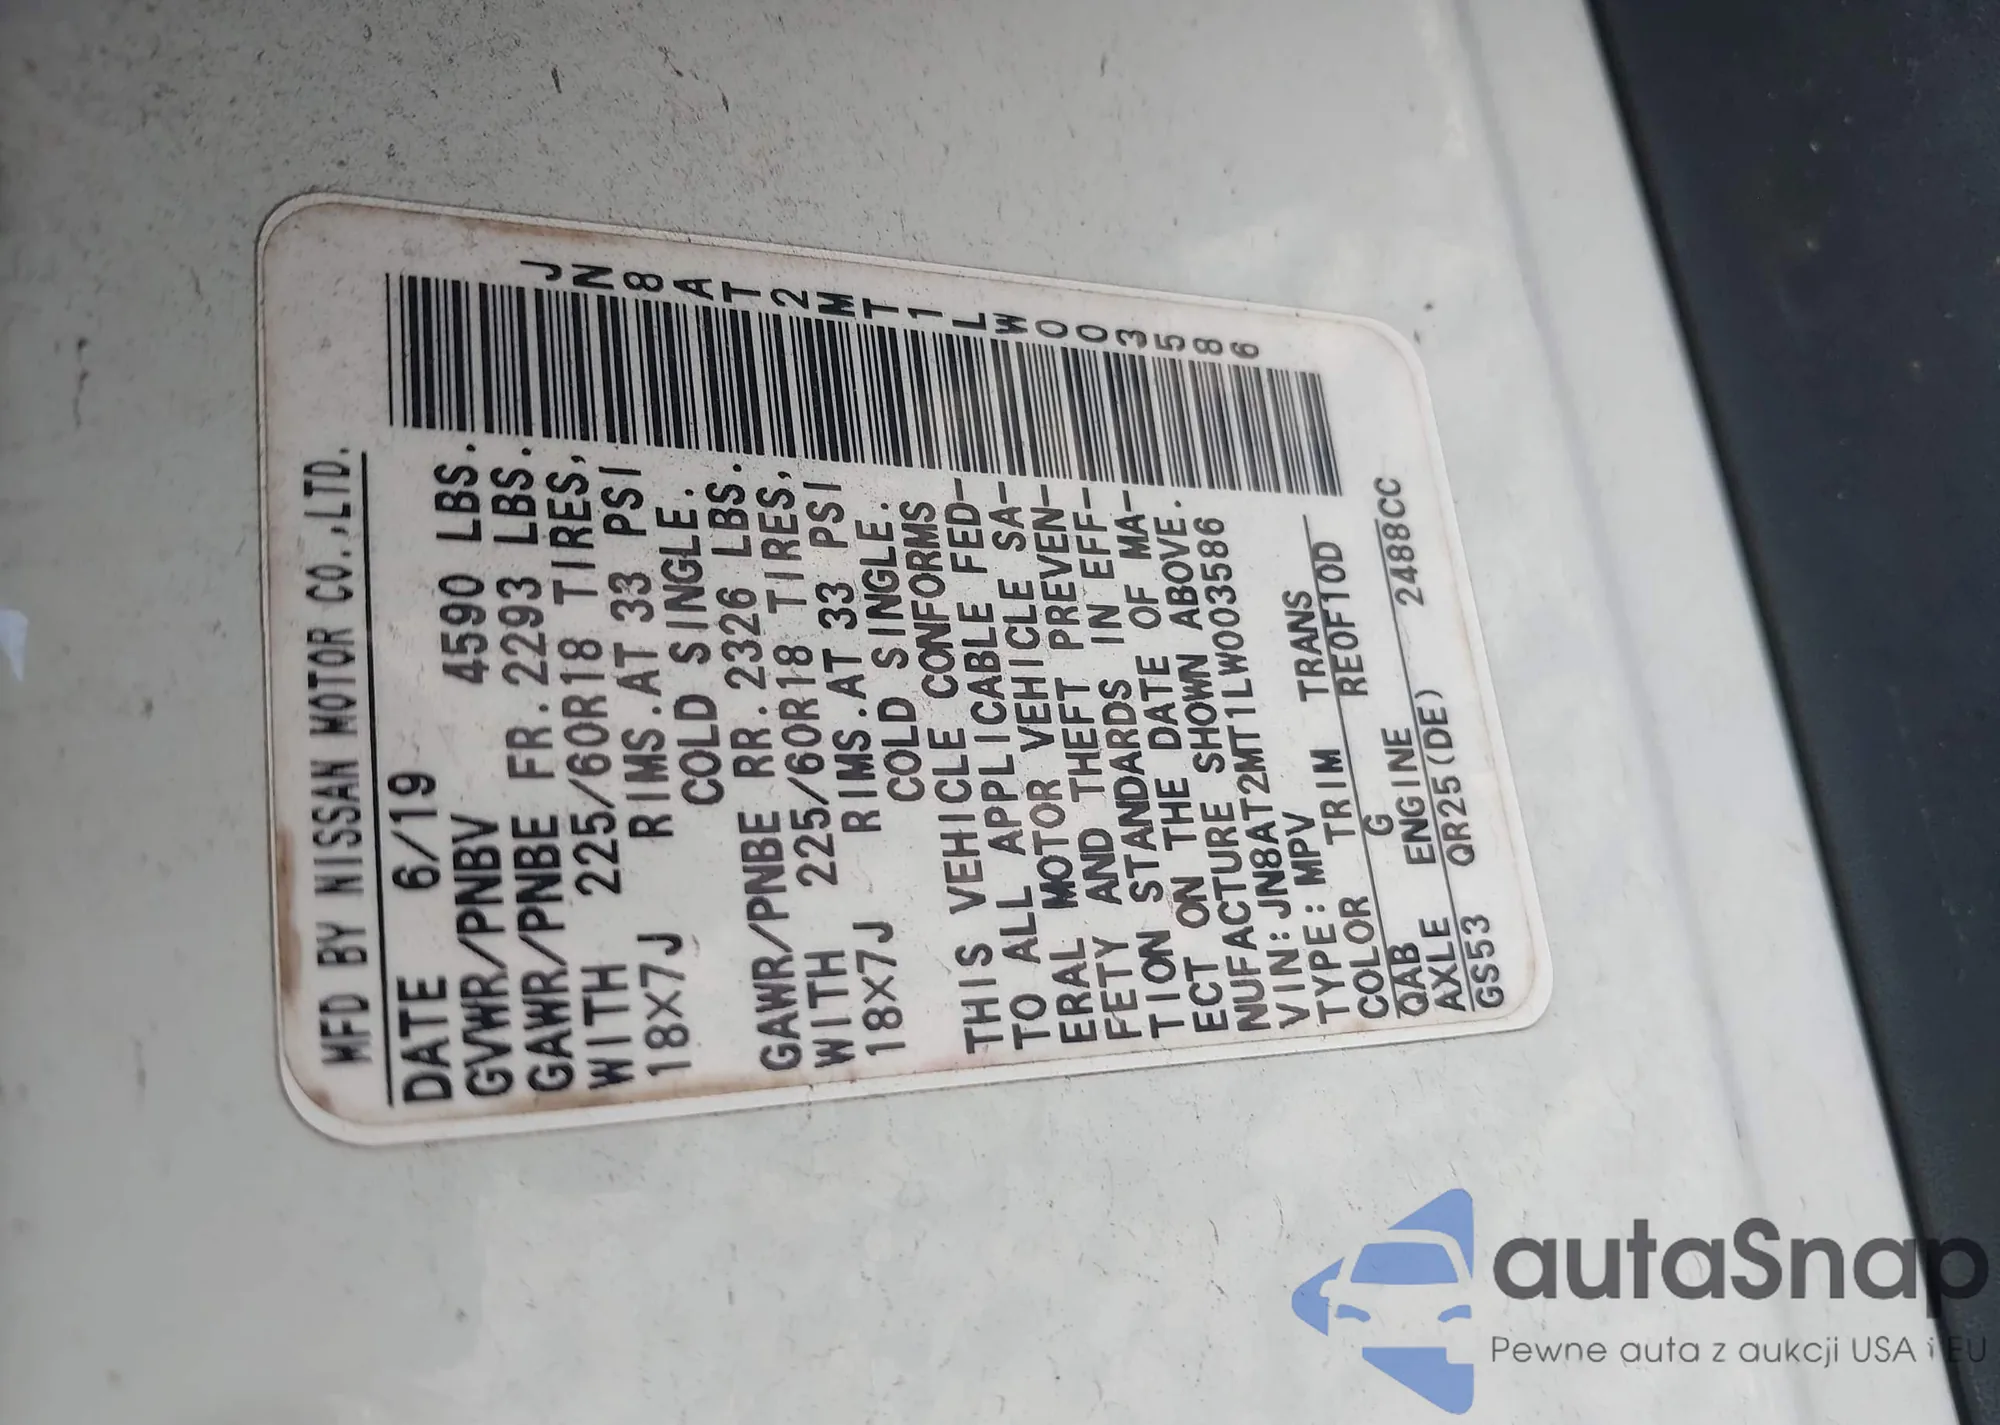 MFD BY NISSAN MOTOR CO.,LTD.
DATE 6/19
GVWR/PNBV 4590 LBS.
GAWR/PNBE FR.2293 LBS.
WITH 225/60R18 TIRES,
18×7J RIMS.AT 33 PSI
COLD SINGLE.
GAWR/PNBE RR.2326 LBS.
WITH 225/60R18 TIRES,
18×7J RIMS.AT 33 PSI
COLD SINGLE.
THIS VEHICLE CONFORMS
TO ALL APPLICABLE FED-
ERAL MOTOR VEHICLE SA-
FETY AND THEFT PREVEN-
TION STANDARDS IN EFF-
ECT ON THE DATE OF MA-
NUFACTURE SHOWN ABOVE.
VIN:JN8AT2MT1LW003586
TYPE:MPV
COLOR TRIM TRANS
QAB G RE0F10D
AXLE ENGINE 2488CC
GS53 QR25(DE)
JN8AT2MT1LW003586
autaSnap
Pewne auta z aukcji USA i EU